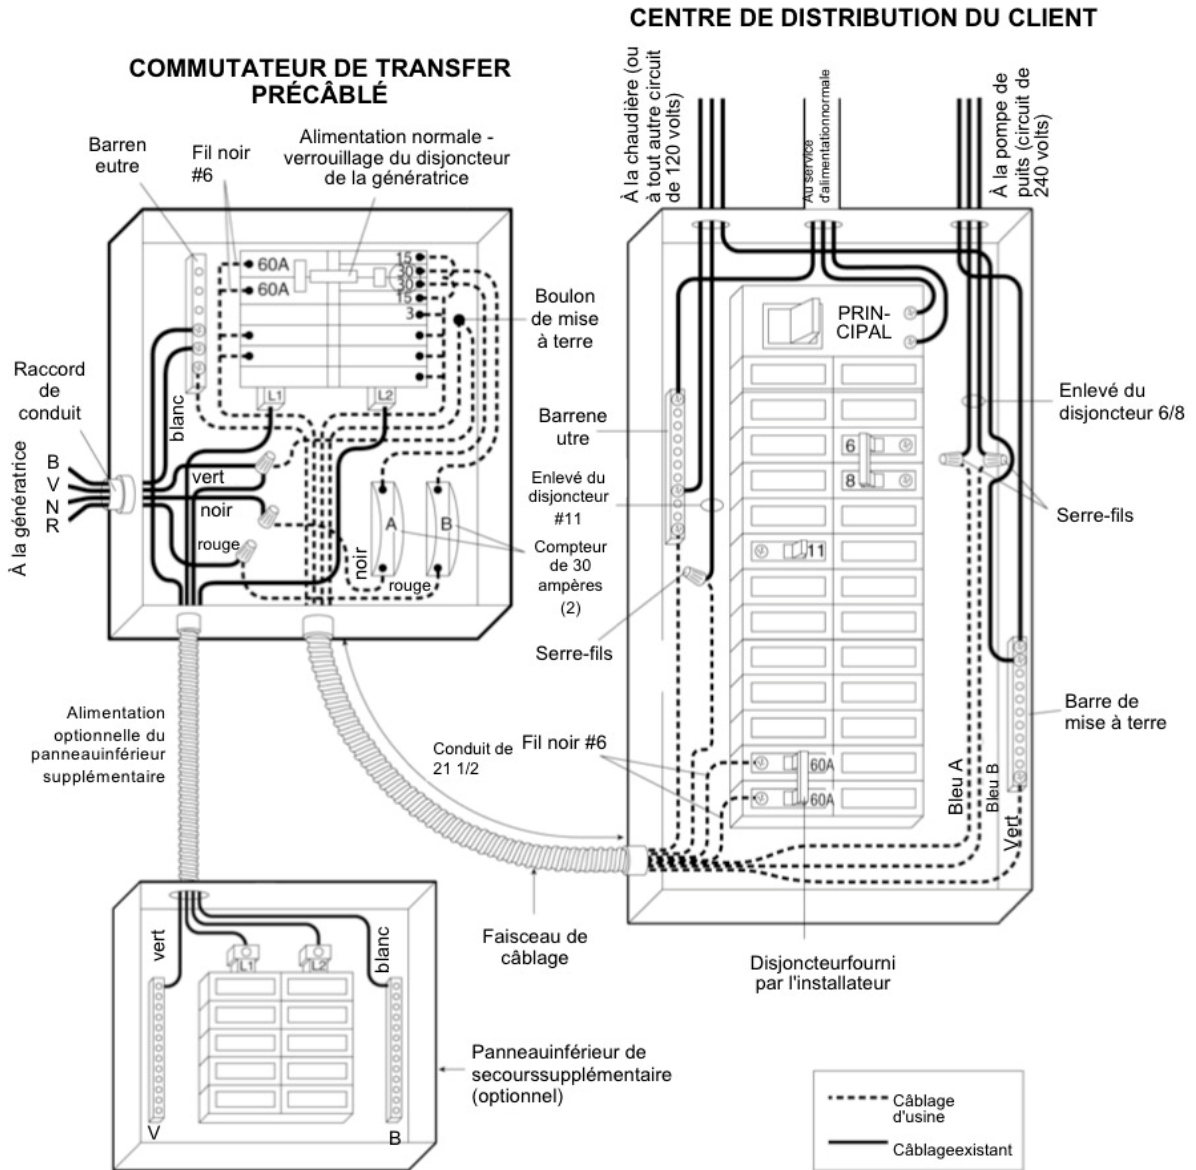 CENTRE DE DISTRIBUTION DU CLIENT
COMMUTATEUR DE TRANSFER
PRÉCÂBLÉ
Barren
eutre
Fil noir
#6
Alimentation normale -
verrouillage du disjoncteur
de la génératrice
60A
60A
15
30
30
15
3
Boulon
de mise
à terre
Raccord
de
conduit
À la génératrice
B
V
N
R
blanc
L1
L2
vert
noir
rouge
noir
rouge
A
B
Compteur
de 30
ampères
(2)
À la chaudière (ou
à tout autre circuit
de 120 volts)
Au service
d'alimentationnormale
À la pompe de
puits (circuit de
240 volts)
PRIN-
CIPAL
Barrene
utre
Enlevé du
disjoncteur
#11
6
8
11
Enlevé du
disjoncteur 6/8
Serre-fils
Serre-fils
Barre de
mise à terre
Bleu A
Bleu B
Vert
60A
60A
Fil noir #6
Conduit de
21 1/2
Alimentation
optionnelle du
panneauinférieur
supplémentaire
Faisceau de
câblage
Disjoncteurfourni
par l'installateur
vert
L1
L2
blanc
V
B
Panneauinférieur de
secourssupplémentaire
(optionnel)
Câblage
d'usine
Câblageexistant